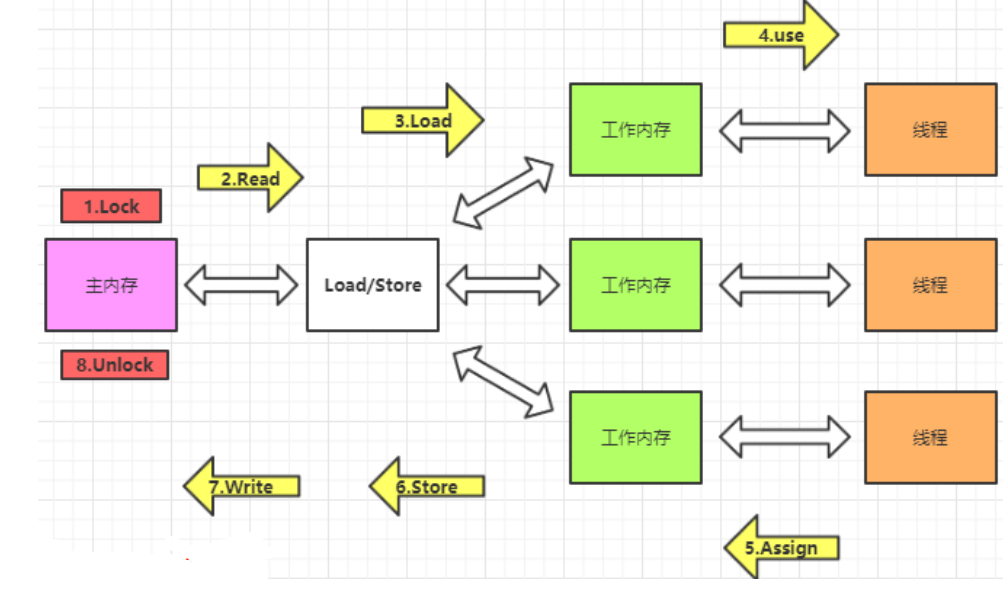 4.use
3.Load
工作内存
线程
2.Read
1.Lock
主内存
Load/Store
工作内存
线程
8.Unlock
工作内存
线程
7.Write
6.Store
5.Assign